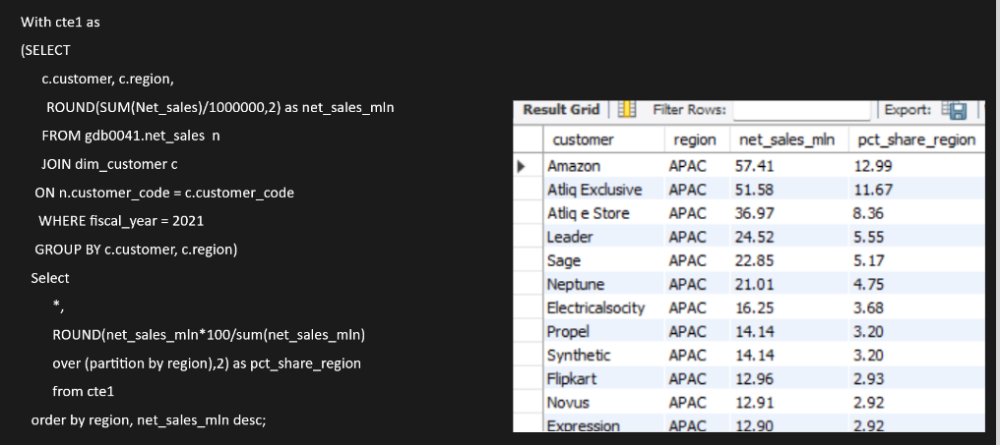 With cte1 as
(SELECT
c.customer, c.region,
ROUND(SUM(Net_sales)/1000000,2) as net_sales_mln
FROM gdb0041.net_sales n
JOIN dim_customer c
ON n.customer_code = c.customer_code
WHERE fiscal_year = 2021
GROUP BY c.customer, c.region)
Select
*,
ROUND(net_sales_mln*100/sum(net_sales_mln)
over (partition by region),2) as pct_share_region
from cte1
order by region, net_sales_mln desc;
Result Grid Filter Rows: Export:
customer region net_sales_mln pct_share_region
Amazon APAC 57.41 12.99
Atliq Exclusive APAC 51.58 11.67
Atliq e Store APAC 36.97 8.36
Leader APAC 24.52 5.55
Sage APAC 22.85 5.17
Neptune APAC 21.01 4.75
Electricalsocity APAC 16.25 3.68
Propel APAC 14.14 3.20
Synthetic APAC 14.14 3.20
Flipkart APAC 12.96 2.93
Novus APAC 12.91 2.92
Expression APAC 12.90 2.92